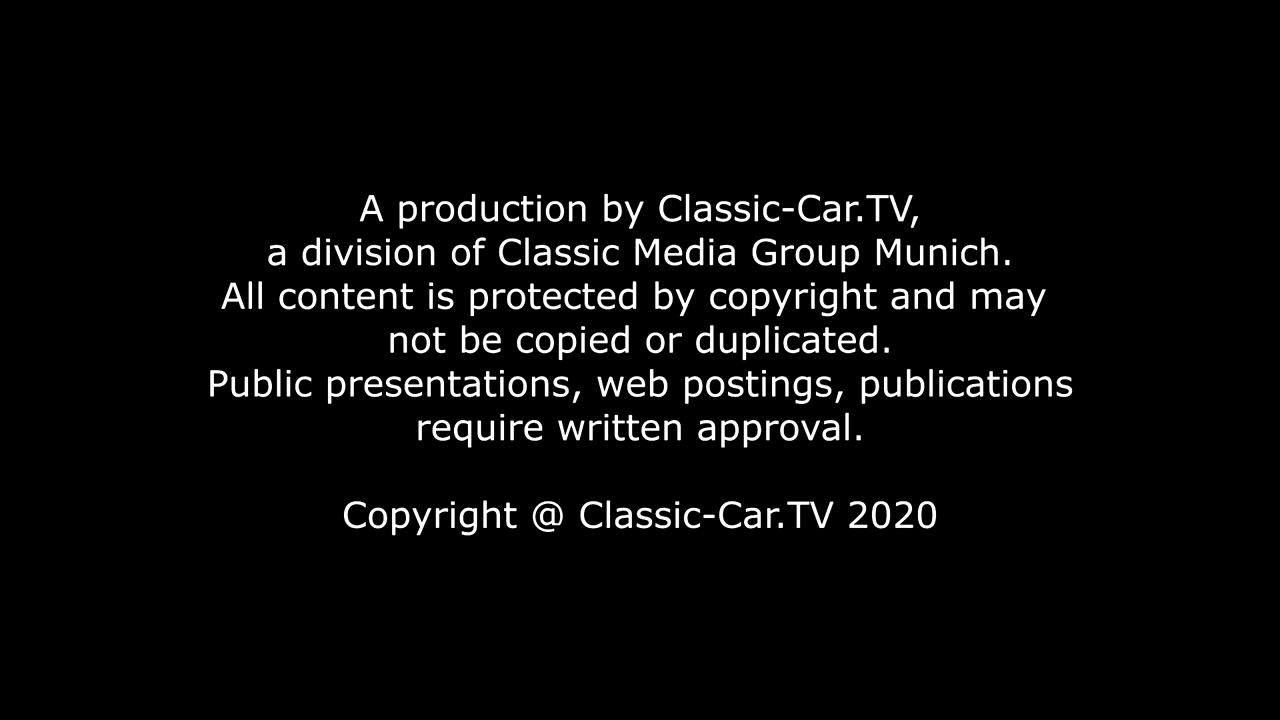 A production by Classic-Car.TV,
a division of Classic Media Group Munich.
All content is protected by copyright and may
not be copied or duplicated.
Public presentations, web postings, publications
require written approval.
Copyright @ Classic-Car.TV 2020